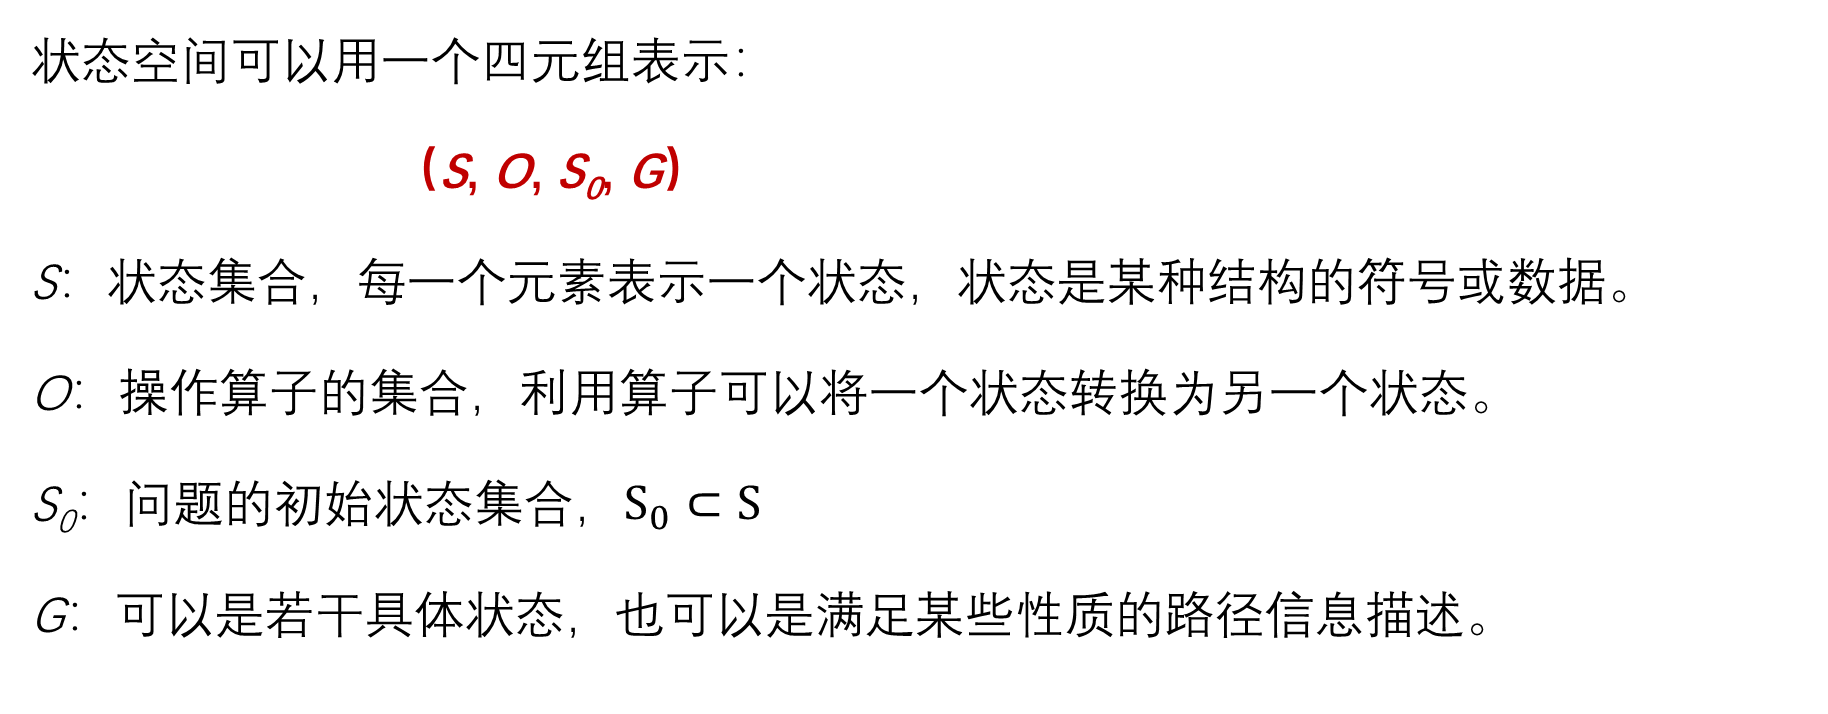 状态空间可以用一个四元组表示：
(S, O, S₀, G)
S：状态集合，每一个元素表示一个状态，状态是某种结构的符号或数据。
O：操作算子的集合，利用算子可以将一个状态转换为另一个状态。
S₀：问题的初始状态集合，S₀ ⊂ S
G：可以是若干具体状态，也可以是满足某些性质的路径信息描述。